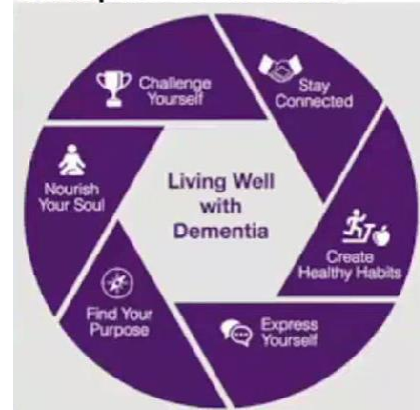 Challenge
Yourself
Stay
Connected
Nourish
Your Soul
Living Well
with
Dementia
Create
Healthy Habits
Find Your
Purpose
Express
Yourself